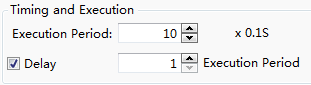 Timing and Execution
Execution Period: 10 x 0.1S
Delay 1 Execution Period